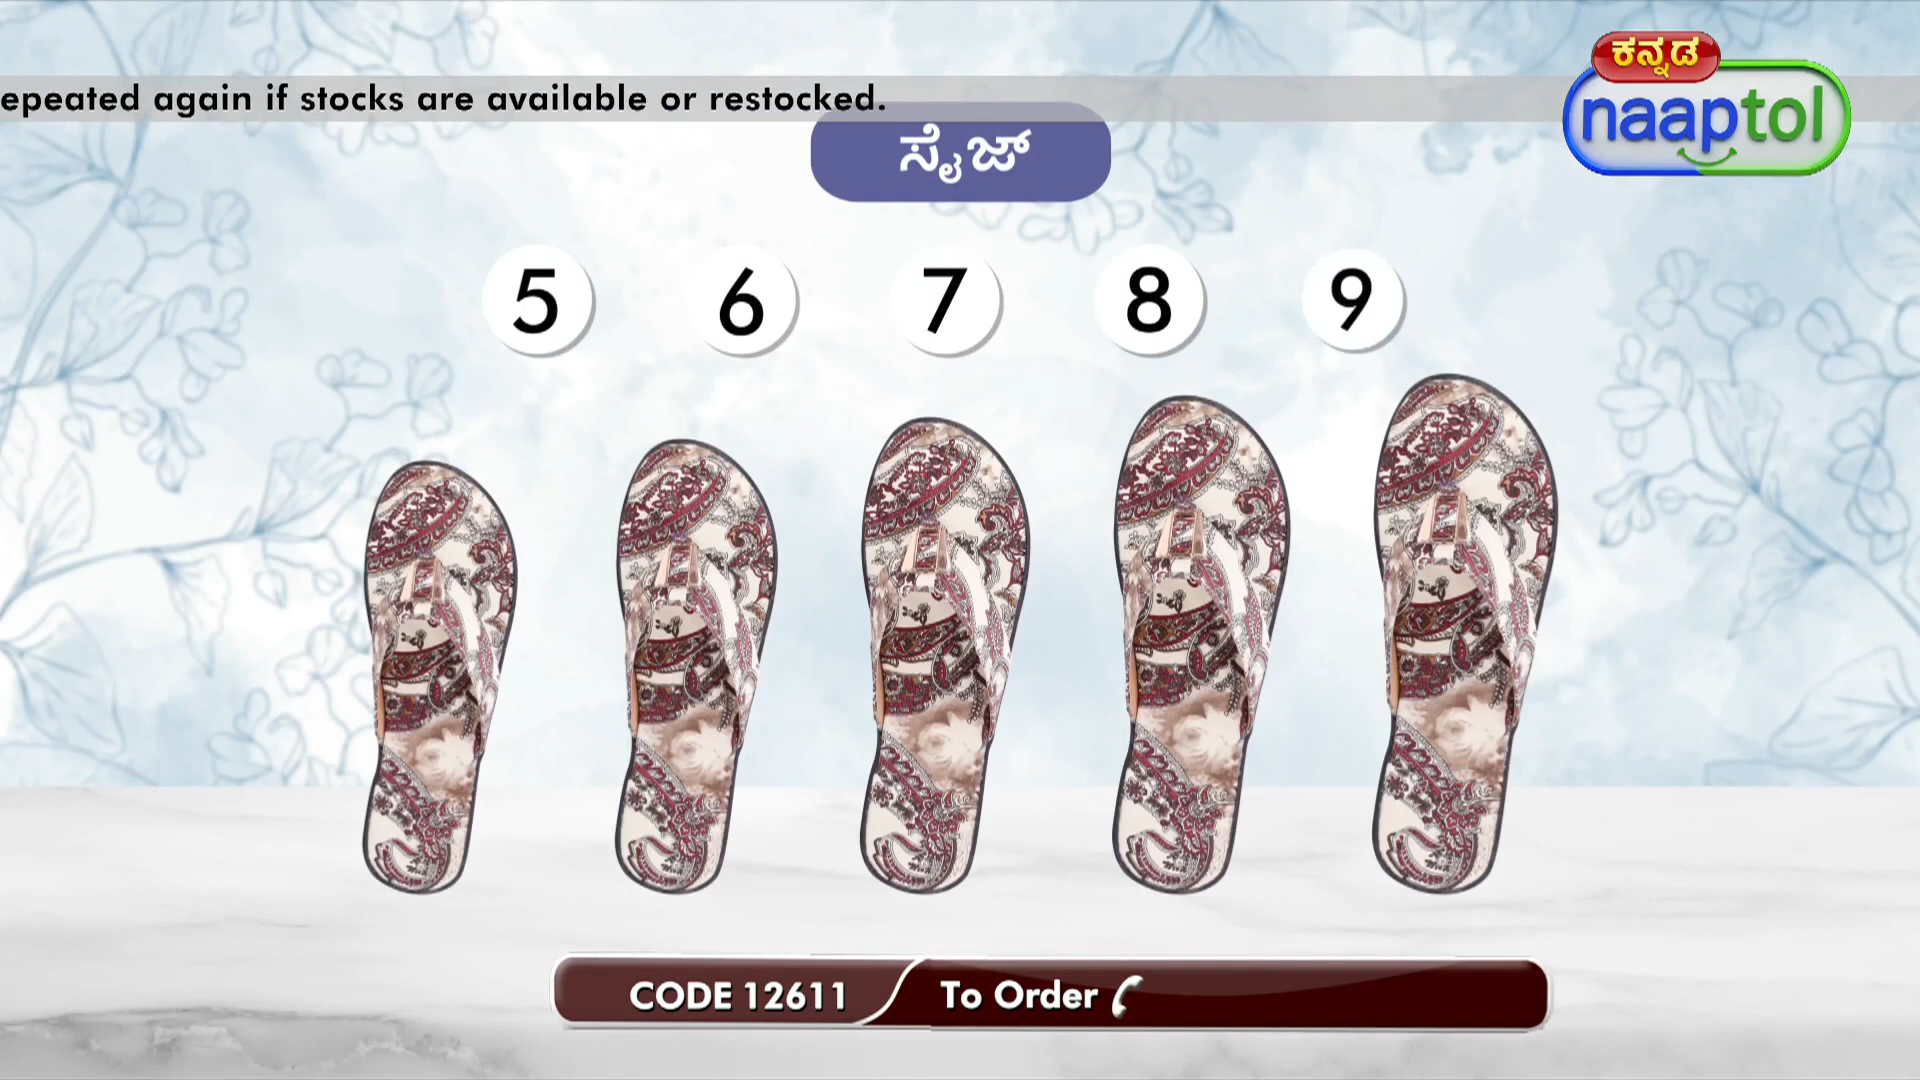 ಕನ್ನಡ
naaptol
epeated again if stocks are available or restocked.
ಸೈಜ್
5 6 7 8 9
CODE 12611 To Order